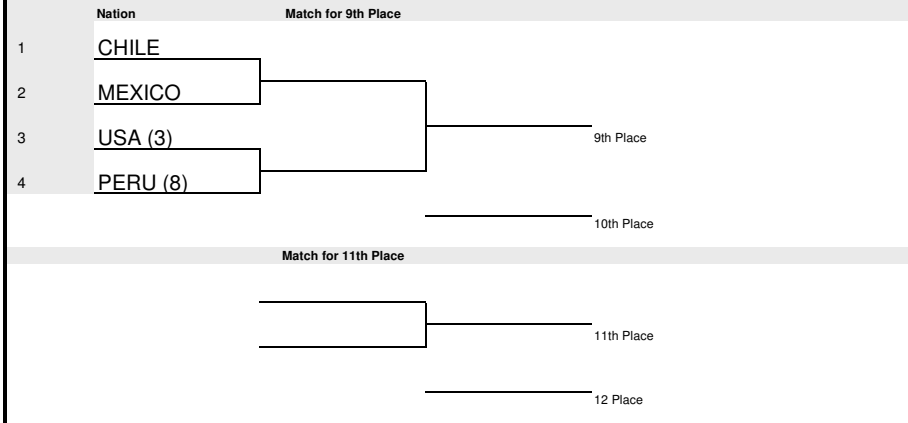 Nation Match for 9th Place
1 CHILE
2 MEXICO
3 USA (3)
9th Place
4 PERU (8)
10th Place
Match for 11th Place
11th Place
12 Place